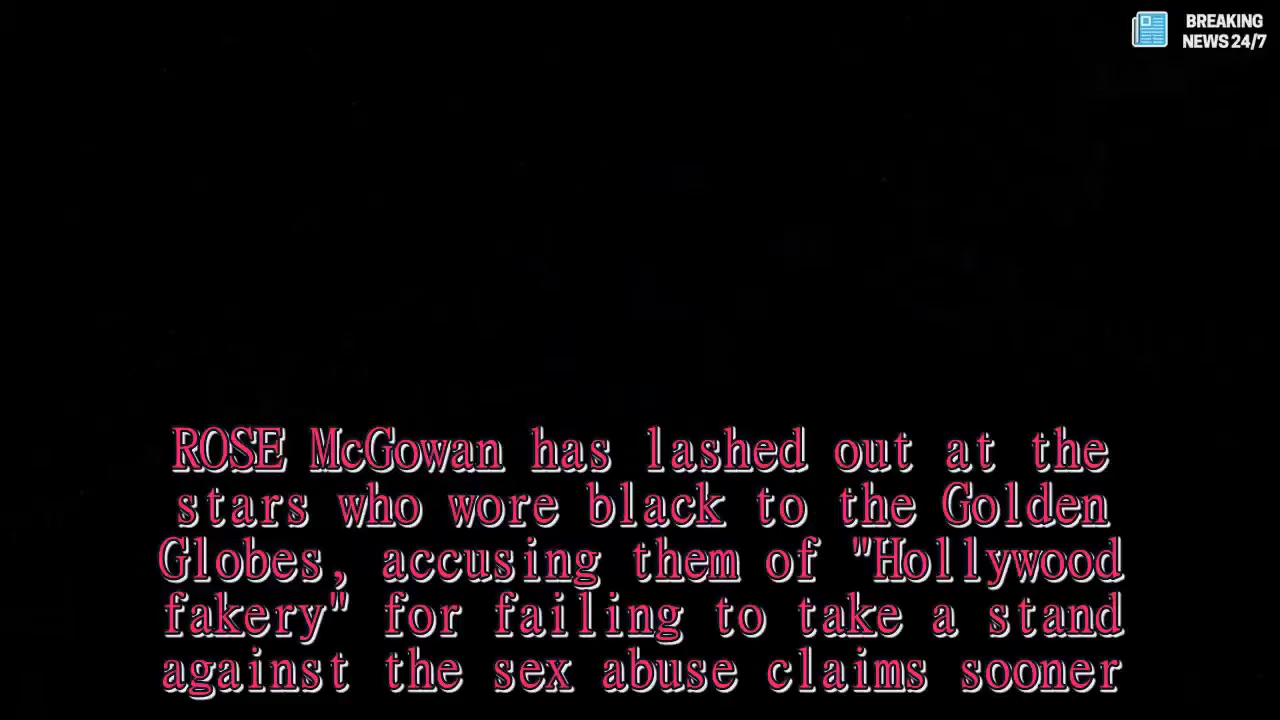 BREAKING
NEWS 24/7
ROSE McGowan has lashed out at the
stars who wore black to the Golden
Globes, accusing them of "Hollywood
fakery" for failing to take a stand
against the sex abuse claims sooner